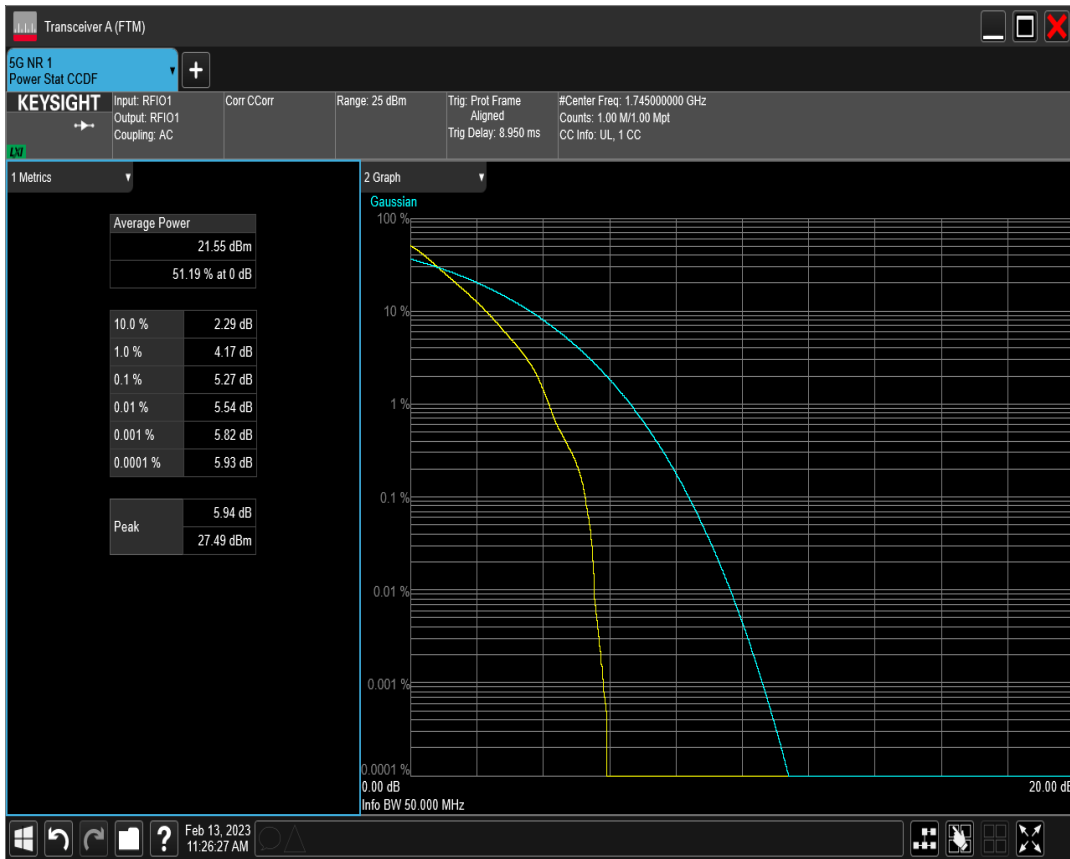 Transceiver A (FTM)
5G NR 1
Power Stat CCDF
+
KEYSIGHT
LXI
Input: RFIO1
Output: RFIO1
Coupling: AC
Corr CCorr
Range: 25 dBm
Trig: Prot Frame
Aligned
Trig Delay: 8.950 ms
#Center Freq: 1.745000000 GHz
Counts: 1.00 M/1.00 Mpt
CC Info: UL, 1 CC
1 Metrics
Average Power
21.55 dBm
51.19 % at 0 dB
10.0 % 2.29 dB
1.0 % 4.17 dB
0.1 % 5.27 dB
0.01 % 5.54 dB
0.001 % 5.82 dB
0.0001 % 5.93 dB
Peak 5.94 dB
27.49 dBm
2 Graph
Gaussian
100 %
10 %
1 %
0.1 %
0.01 %
0.001 %
0.0001 %
0.00 dB 20.00 dB
Info BW 50.000 MHz
?
Feb 13, 2023
11:26:27 AM